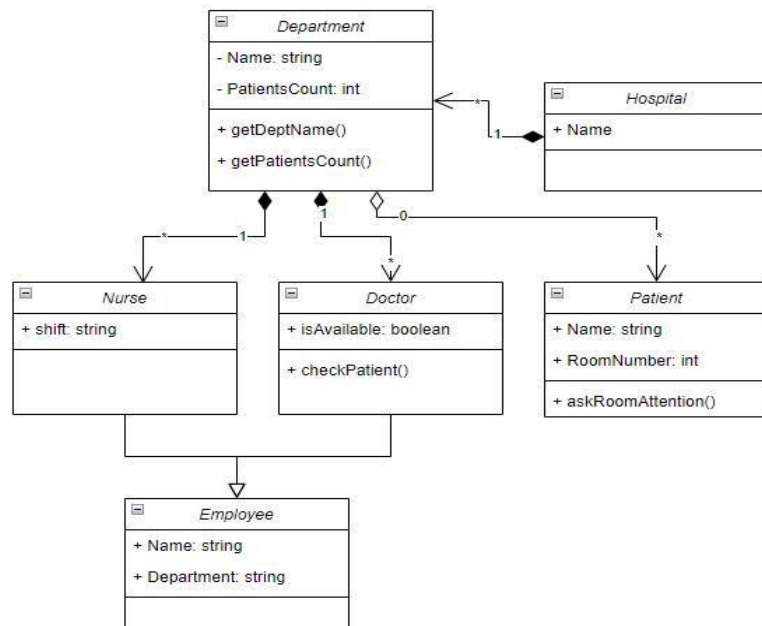 Department
- Name: string
- PatientsCount: int
+ getDeptName()
+ getPatientsCount()
Hospital
+ Name
*
1
1
0
*
1
*
*
Nurse
+ shift: string
Doctor
+ isAvailable: boolean
+ checkPatient()
Patient
+ Name: string
+ RoomNumber: int
+ askRoomAttention()
Employee
+ Name: string
+ Department: string